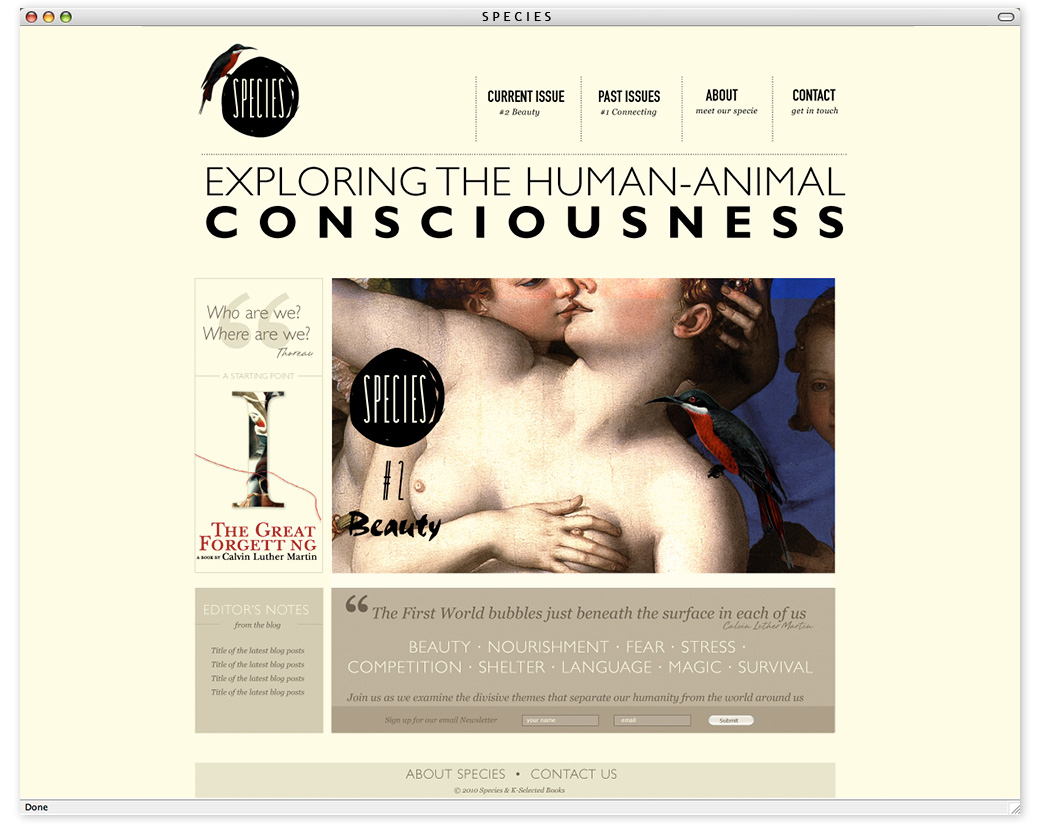 SPECIES
SPECIES
CURRENT ISSUE
#2 Beauty
PAST ISSUES
#1 Connecting
ABOUT
meet our specie
CONTACT
get in touch
EXPLORING THE HUMAN-ANIMAL
CONSCIOUSNESS
“
Who are we?
Where are we?
Thoreau
A STARTING POINT
I
THE GREAT
FORGETT NG
A BOOK BY Calvin Luther Martin
SPECIES
#2
Beauty
EDITOR'S NOTES
from the blog
Title of the latest blog posts
Title of the latest blog posts
Title of the latest blog posts
Title of the latest blog posts
“ The First World bubbles just beneath the surface in each of us
Calvin Luther Martin
BEAUTY · NOURISHMENT · FEAR · STRESS ·
COMPETITION · SHELTER · LANGUAGE · MAGIC · SURVIVAL
Join us as we examine the divisive themes that separate our humanity from the world around us
Sign up for our email Newsletter your name email Submit
ABOUT SPECIES • CONTACT US
© 2010 Species & K-Selected Books
Done